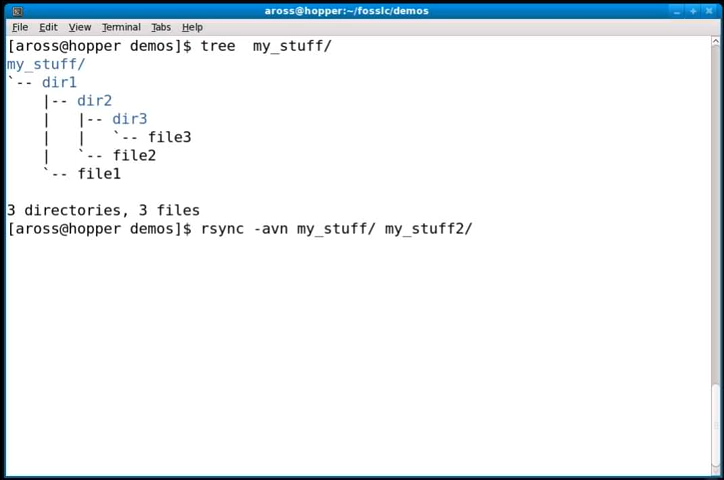 aross@hopper:~/fosslc/demos
File Edit View Terminal Tabs Help
[aross@hopper demos]$ tree  my_stuff/
my_stuff/
`-- dir1
    |-- dir2
    |   |-- dir3
    |   |   `-- file3
    |   `-- file2
    `-- file1

3 directories, 3 files
[aross@hopper demos]$ rsync -avn my_stuff/ my_stuff2/